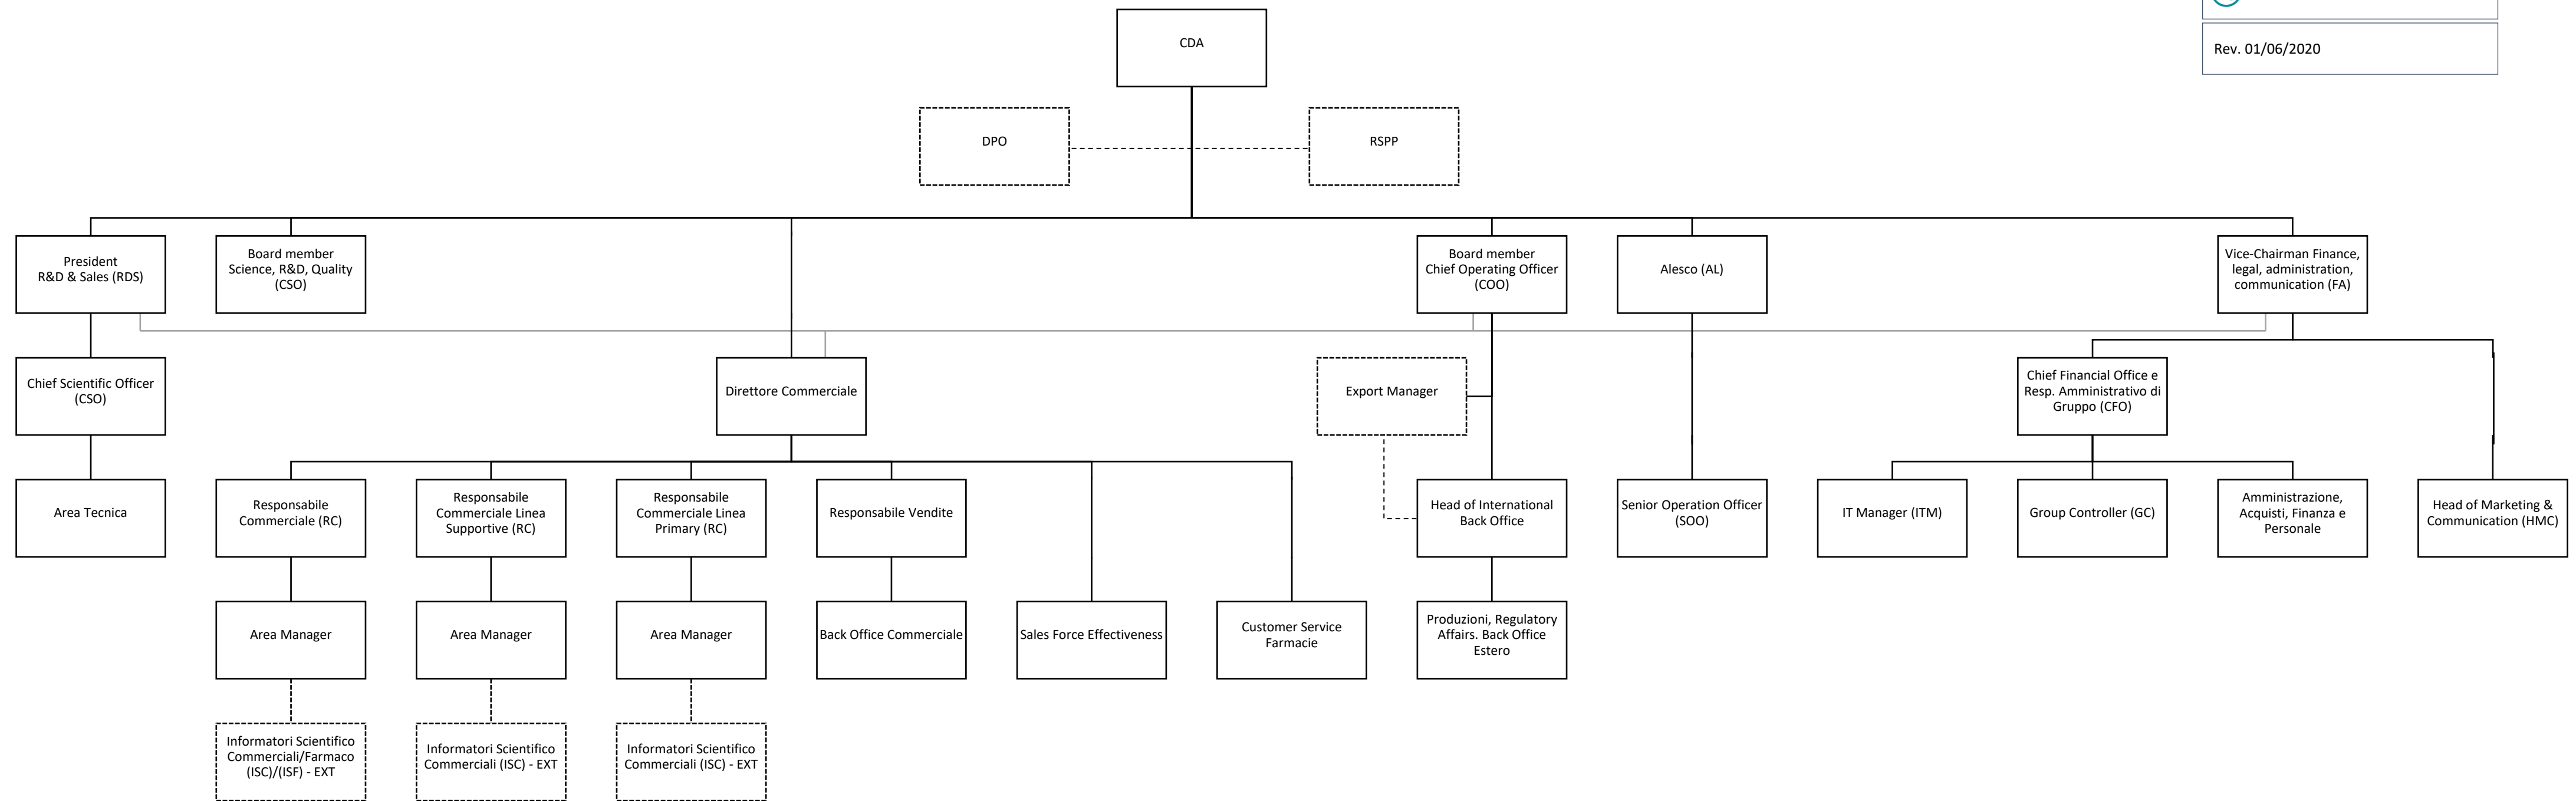 CDA
Rev. 01/06/2020
DPO
RSPP
President
R&D & Sales (RDS)
Board member
Science, R&D, Quality
(CSO)
Board member
Chief Operating Officer
(COO)
Alesco (AL)
Vice-Chairman Finance,
legal, administration,
communication (FA)
Chief Scientific Officer
(CSO)
Direttore Commerciale
Export Manager
Chief Financial Office e
Resp. Amministrativo di
Gruppo (CFO)
Area Tecnica
Responsabile
Commerciale (RC)
Responsabile
Commerciale Linea
Supportive (RC)
Responsabile
Commerciale Linea
Primary (RC)
Responsabile Vendite
Head of International
Back Office
Senior Operation Officer
(SOO)
IT Manager (ITM)
Group Controller (GC)
Amministrazione,
Acquisti, Finanza e
Personale
Head of Marketing &
Communication (HMC)
Area Manager
Area Manager
Area Manager
Back Office Commerciale
Sales Force Effectiveness
Customer Service
Farmacie
Produzioni, Regulatory
Affairs. Back Office
Estero
Informatori Scientifico
Commerciali/Farmaco
(ISC)/(ISF) - EXT
Informatori Scientifico
Commerciali (ISC) - EXT
Informatori Scientifico
Commerciali (ISC) - EXT